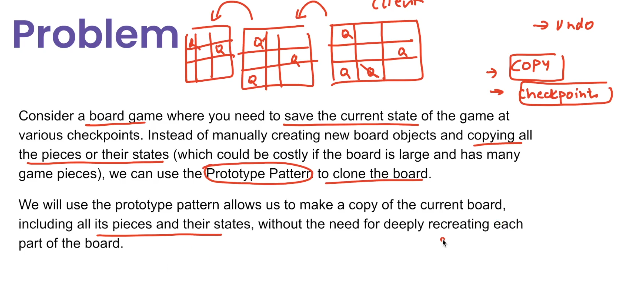 Client
Problem
→ Undo
→ COPY
→ Checkpoint
A
Q
Q
Q
Q
Q
Q
Q
Q
Consider a board game where you need to save the current state of the game at
various checkpoints. Instead of manually creating new board objects and copying all
the pieces or their states (which could be costly if the board is large and has many
game pieces), we can use the Prototype Pattern to clone the board.
We will use the prototype pattern allows us to make a copy of the current board,
including all its pieces and their states, without the need for deeply recreating each
part of the board.